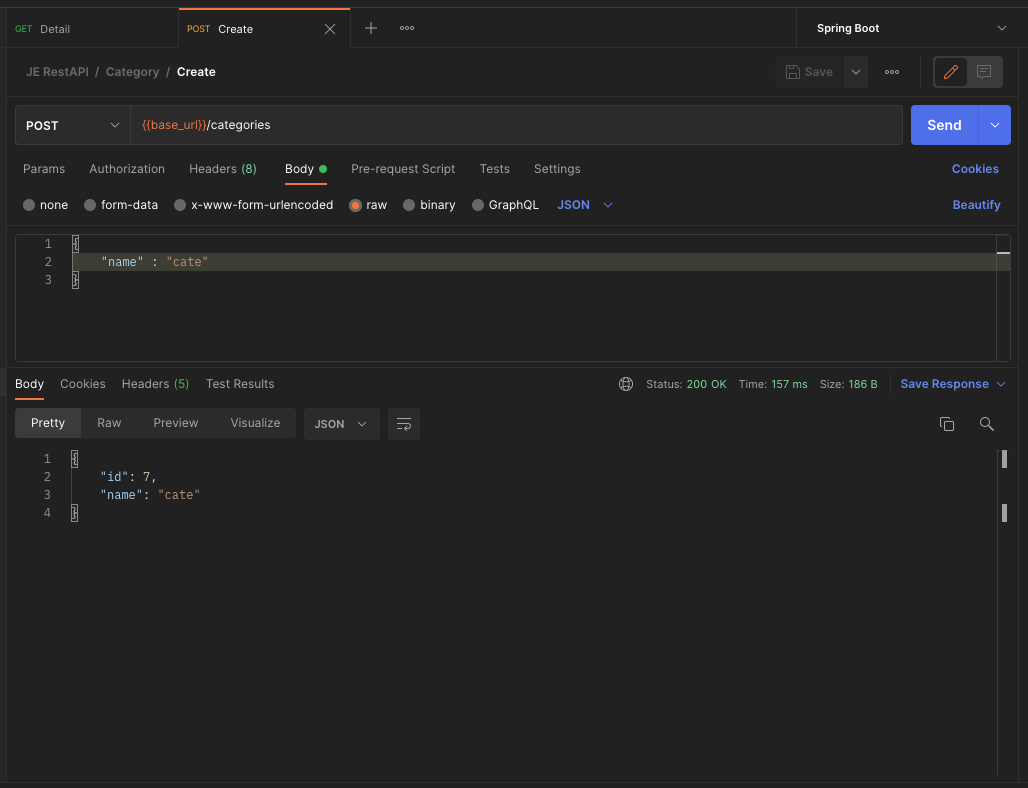 GET Detail POST Create Spring Boot
JE RestAPI / Category / Create Save
POST {{base_url}}/categories Send
Params Authorization Headers (8) Body Pre-request Script Tests Settings Cookies
none form-data x-www-form-urlencoded raw binary GraphQL JSON Beautify
1 {
2 "name" : "cate"
3 }
Body Cookies Headers (5) Test Results Status: 200 OK Time: 157 ms Size: 186 B Save Response
Pretty Raw Preview Visualize JSON
1 {
2 "id": 7,
3 "name": "cate"
4 }